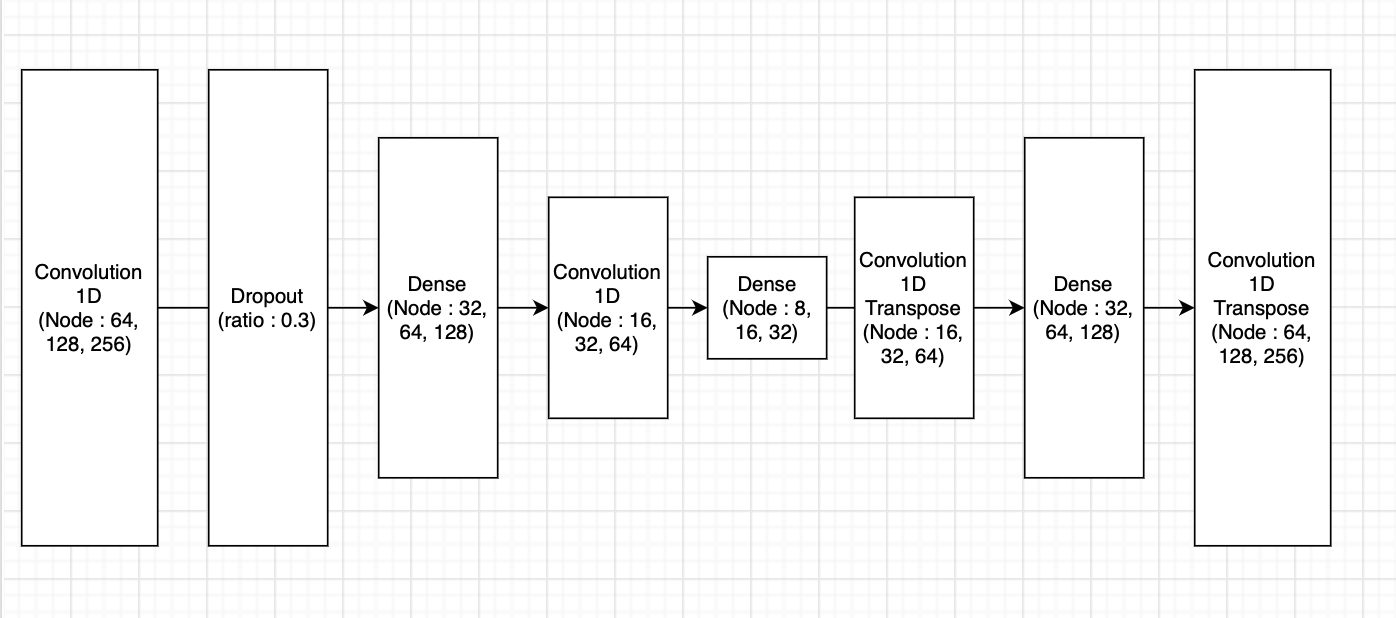 Convolution
1D
(Node : 64,
128, 256)
Dropout
(ratio : 0.3)
Dense
(Node : 32,
64, 128)
Convolution
1D
(Node : 16,
32, 64)
Dense
(Node : 8,
16, 32)
Convolution
1D
Transpose
(Node : 16,
32, 64)
Dense
(Node : 32,
64, 128)
Convolution
1D
Transpose
(Node : 64,
128, 256)